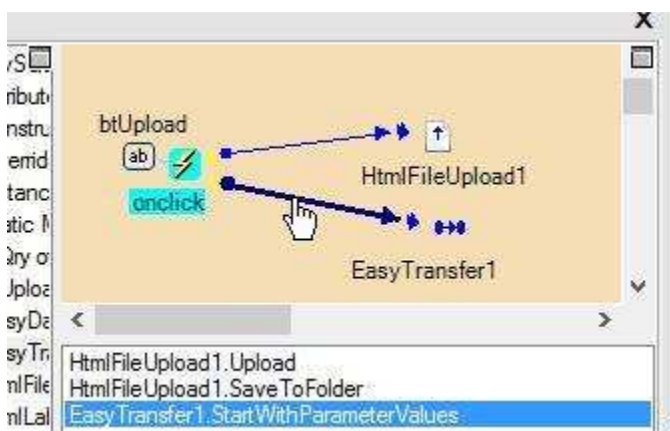 X
btUpload
ab
HtmlFileUpload1
onclick
EasyTransfer1
HtmlFileUpload1.Upload
HtmlFileUpload1.SaveToFolder
EasyTransfer1.StartWithParameterValues